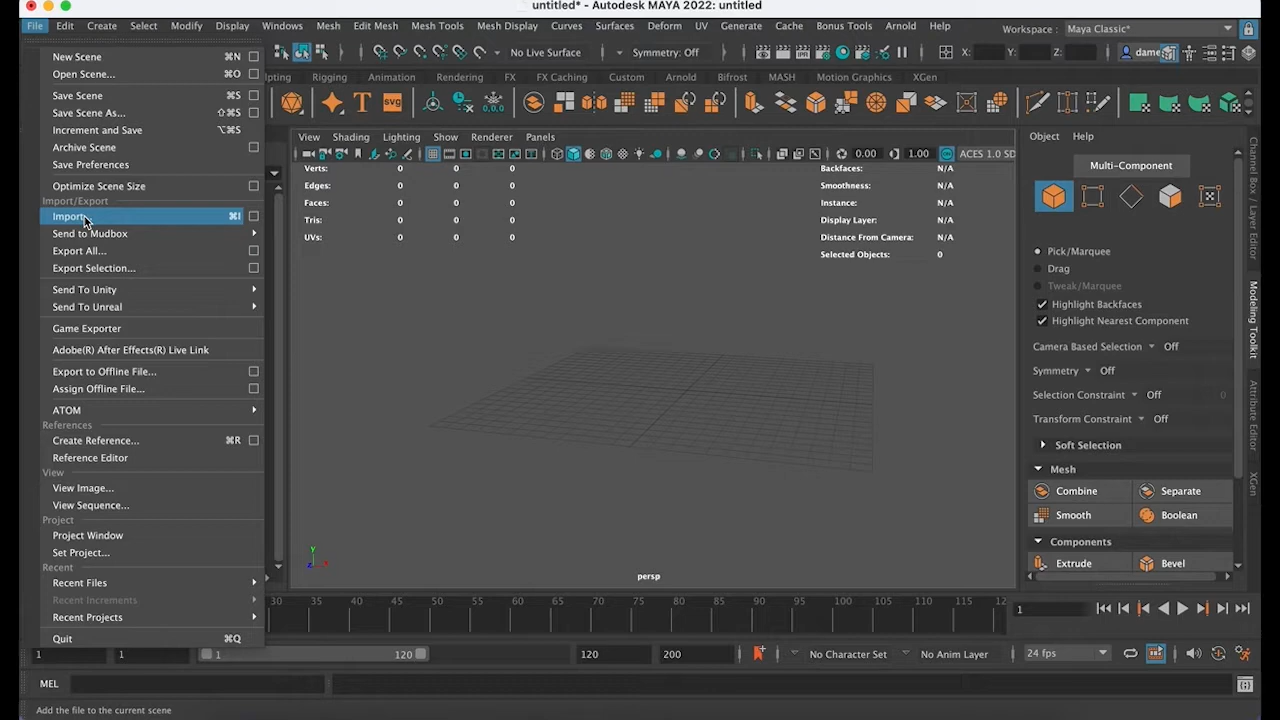 untitled* - Autodesk MAYA 2022: untitled
File Edit Create Select Modify Display Windows Mesh Edit Mesh Mesh Tools Mesh Display Curves Surfaces Deform UV Generate Cache Bonus Tools Arnold Help Workspace: Maya Classic*
No Live Surface Symmetry: Off X: Y: Z: dame
Rigging Animation Rendering FX FX Caching Custom Arnold Bifrost MASH Motion Graphics XGen
New Scene ⌘N
Open Scene... ⌘O
Save Scene ⌘S
Save Scene As... ⇧⌘S
Increment and Save ⌥⌘S
Archive Scene
Save Preferences
Optimize Scene Size
Import/Export
Import... ⌘I
Send to Mudbox
Export All...
Export Selection...
Send To Unity
Send To Unreal
Game Exporter
Adobe(R) After Effects(R) Live Link
Export to Offline File...
Assign Offline File...
ATOM
References
Create Reference... ⌘R
Reference Editor
View
View Image...
View Sequence...
Project
Project Window
Set Project...
Recent
Recent Files
Recent Increments
Recent Projects
Quit ⌘Q
View Shading Lighting Show Renderer Panels
0.00 1.00 ACES 1.0 SD
Verts: 0 0 0
Edges: 0 0 0
Faces: 0 0 0
Tris: 0 0 0
UVs: 0 0 0
Backfaces: N/A
Smoothness: N/A
Instance: N/A
Display Layer: N/A
Distance From Camera: N/A
Selected Objects: 0
y
z x
persp
Object Help
Multi-Component
Pick/Marquee
Drag
Tweak/Marquee
Highlight Backfaces
Highlight Nearest Component
Camera Based Selection Off
Symmetry Off
Selection Constraint Off 0
Transform Constraint Off
Soft Selection
Mesh
Combine Separate
Smooth Boolean
Components
Extrude Bevel
Channel Box / Layer Editor
Modeling Toolkit
Attribute Editor
XGen
30 35 40 45 50 55 60 65 70 75 80 85 90 95 100 105 110 115 12
1
1 1 1 120 120 200 No Character Set No Anim Layer 24 fps
MEL
Add the file to the current scene